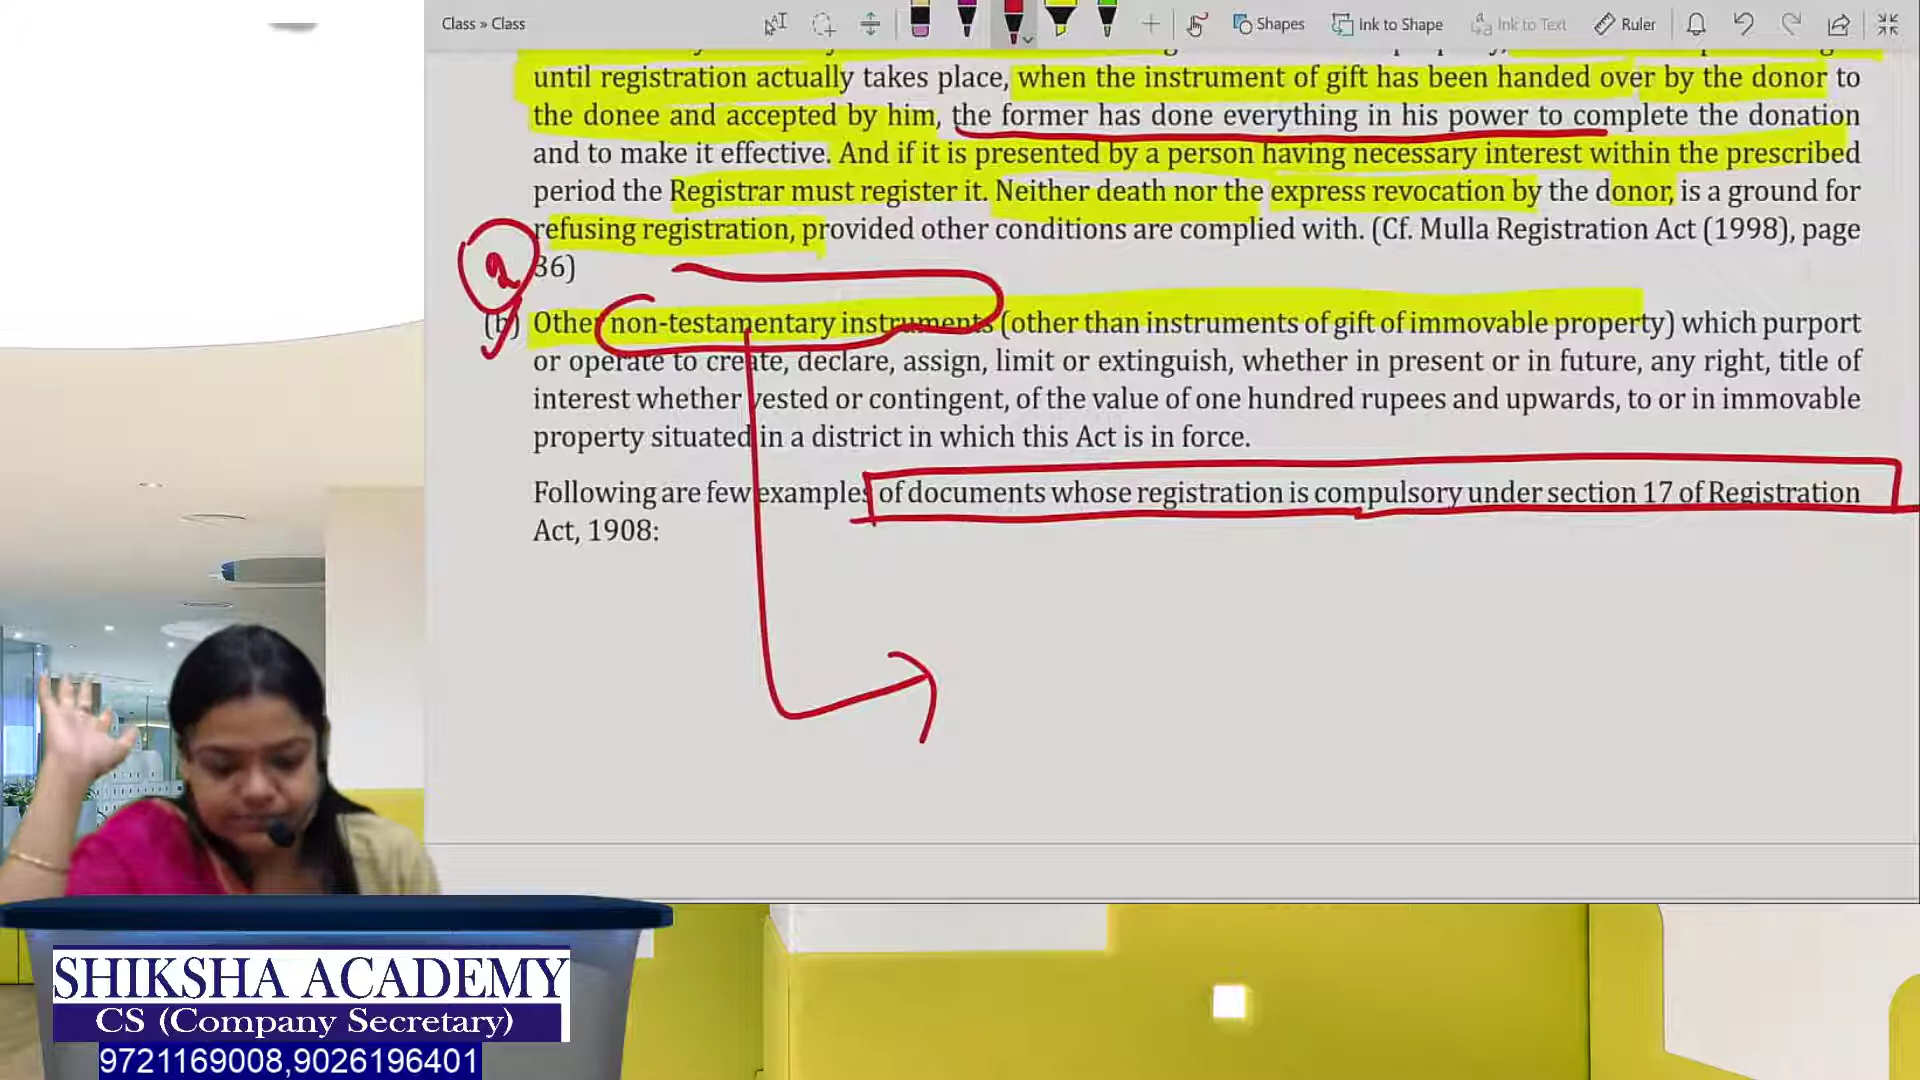 Class » Class
Shapes
Ink to Shape
Ink to Text
Ruler
until registration actually takes place, when the instrument of gift has been handed over by the donor to
the donee and accepted by him, the former has done everything in his power to complete the donation
and to make it effective. And if it is presented by a person having necessary interest within the prescribed
period the Registrar must register it. Neither death nor the express revocation by the donor, is a ground for
refusing registration, provided other conditions are complied with. (Cf. Mulla Registration Act (1998), page
36)
(b) Other non-testamentary instruments (other than instruments of gift of immovable property) which purport
or operate to create, declare, assign, limit or extinguish, whether in present or in future, any right, title of
interest whether vested or contingent, of the value of one hundred rupees and upwards, to or in immovable
property situated in a district in which this Act is in force.
Following are few examples of documents whose registration is compulsory under section 17 of Registration
Act, 1908:
SHIKSHA ACADEMY
CS (Company Secretary)
9721169008,9026196401